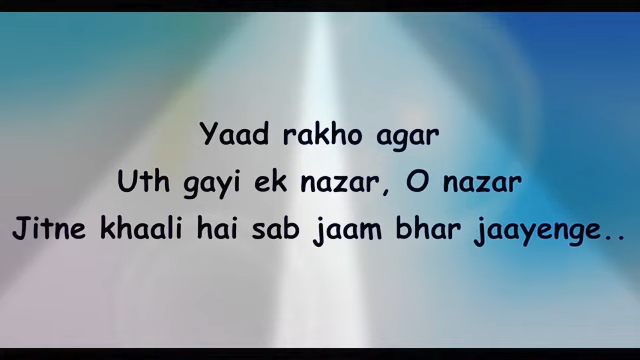 Yaad rakho agar
Uth gayi ek nazar, O nazar
Jitne khaali hai sab jaam bhar jaayenge..